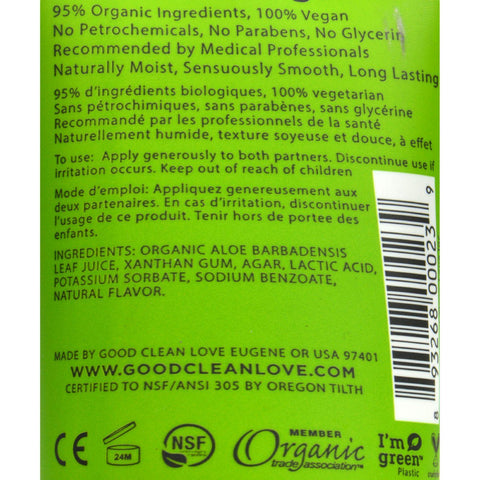 95% Organic Ingredients, 100% Vegan
No Petrochemicals, No Parabens, No Glycerin
Recommended by Medical Professionals
Naturally Moist, Sensuously Smooth, Long Lasting
95% d'ingrédients biologiques, 100% vegetarian
Sans pétrochimiques, sans parabènes, sans glycérine
Recommandé par les professionnels de la santé
Naturellement humide, texture soyeuse et douce, à effet
To use: Apply generously to both partners. Discontinue use if
irritation occurs. Keep out of reach of children
Mode d'emploi: Appliquez genereusement aux
deux partenaires. En cas d'irritation, discontinuer
l'usage de ce produit. Tenir hors de portee des
enfants.
INGREDIENTS: ORGANIC ALOE BARBADENSIS
LEAF JUICE, XANTHAN GUM, AGAR, LACTIC ACID,
POTASSIUM SORBATE, SODIUM BENZOATE,
NATURAL FLAVOR.
8 93268 00023 9
MADE BY GOOD CLEAN LOVE EUGENE OR USA 97401
WWW.GOODCLEANLOVE.COM
CERTIFIED TO NSF/ANSI 305 BY OREGON TILTH
CE
24M
NSF
MEMBER
Organic
trade association™
I'm
green™
Plastic
V